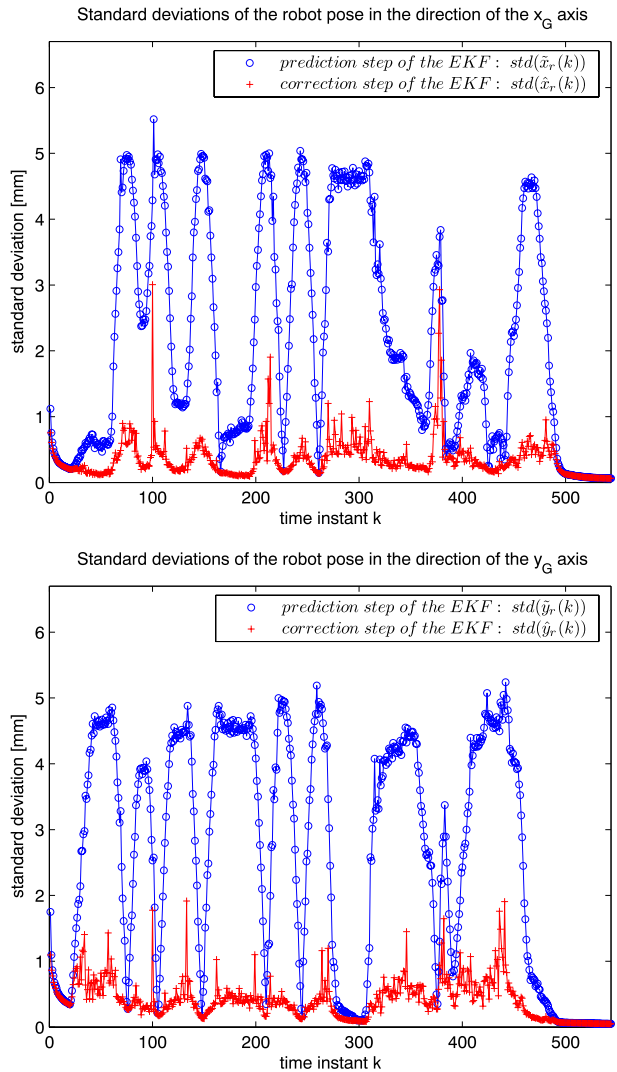 Standard deviations of the robot pose in the direction of the x_G axis
prediction step of the EKF : std(x̃_r(k))
correction step of the EKF : std(x̂_r(k))
6
5
4
3
2
1
0
standard deviation [mm]
0 100 200 300 400 500
time instant k
Standard deviations of the robot pose in the direction of the y_G axis
prediction step of the EKF : std(ỹ_r(k))
correction step of the EKF : std(ŷ_r(k))
6
5
4
3
2
1
0
standard deviation [mm]
0 100 200 300 400 500
time instant k